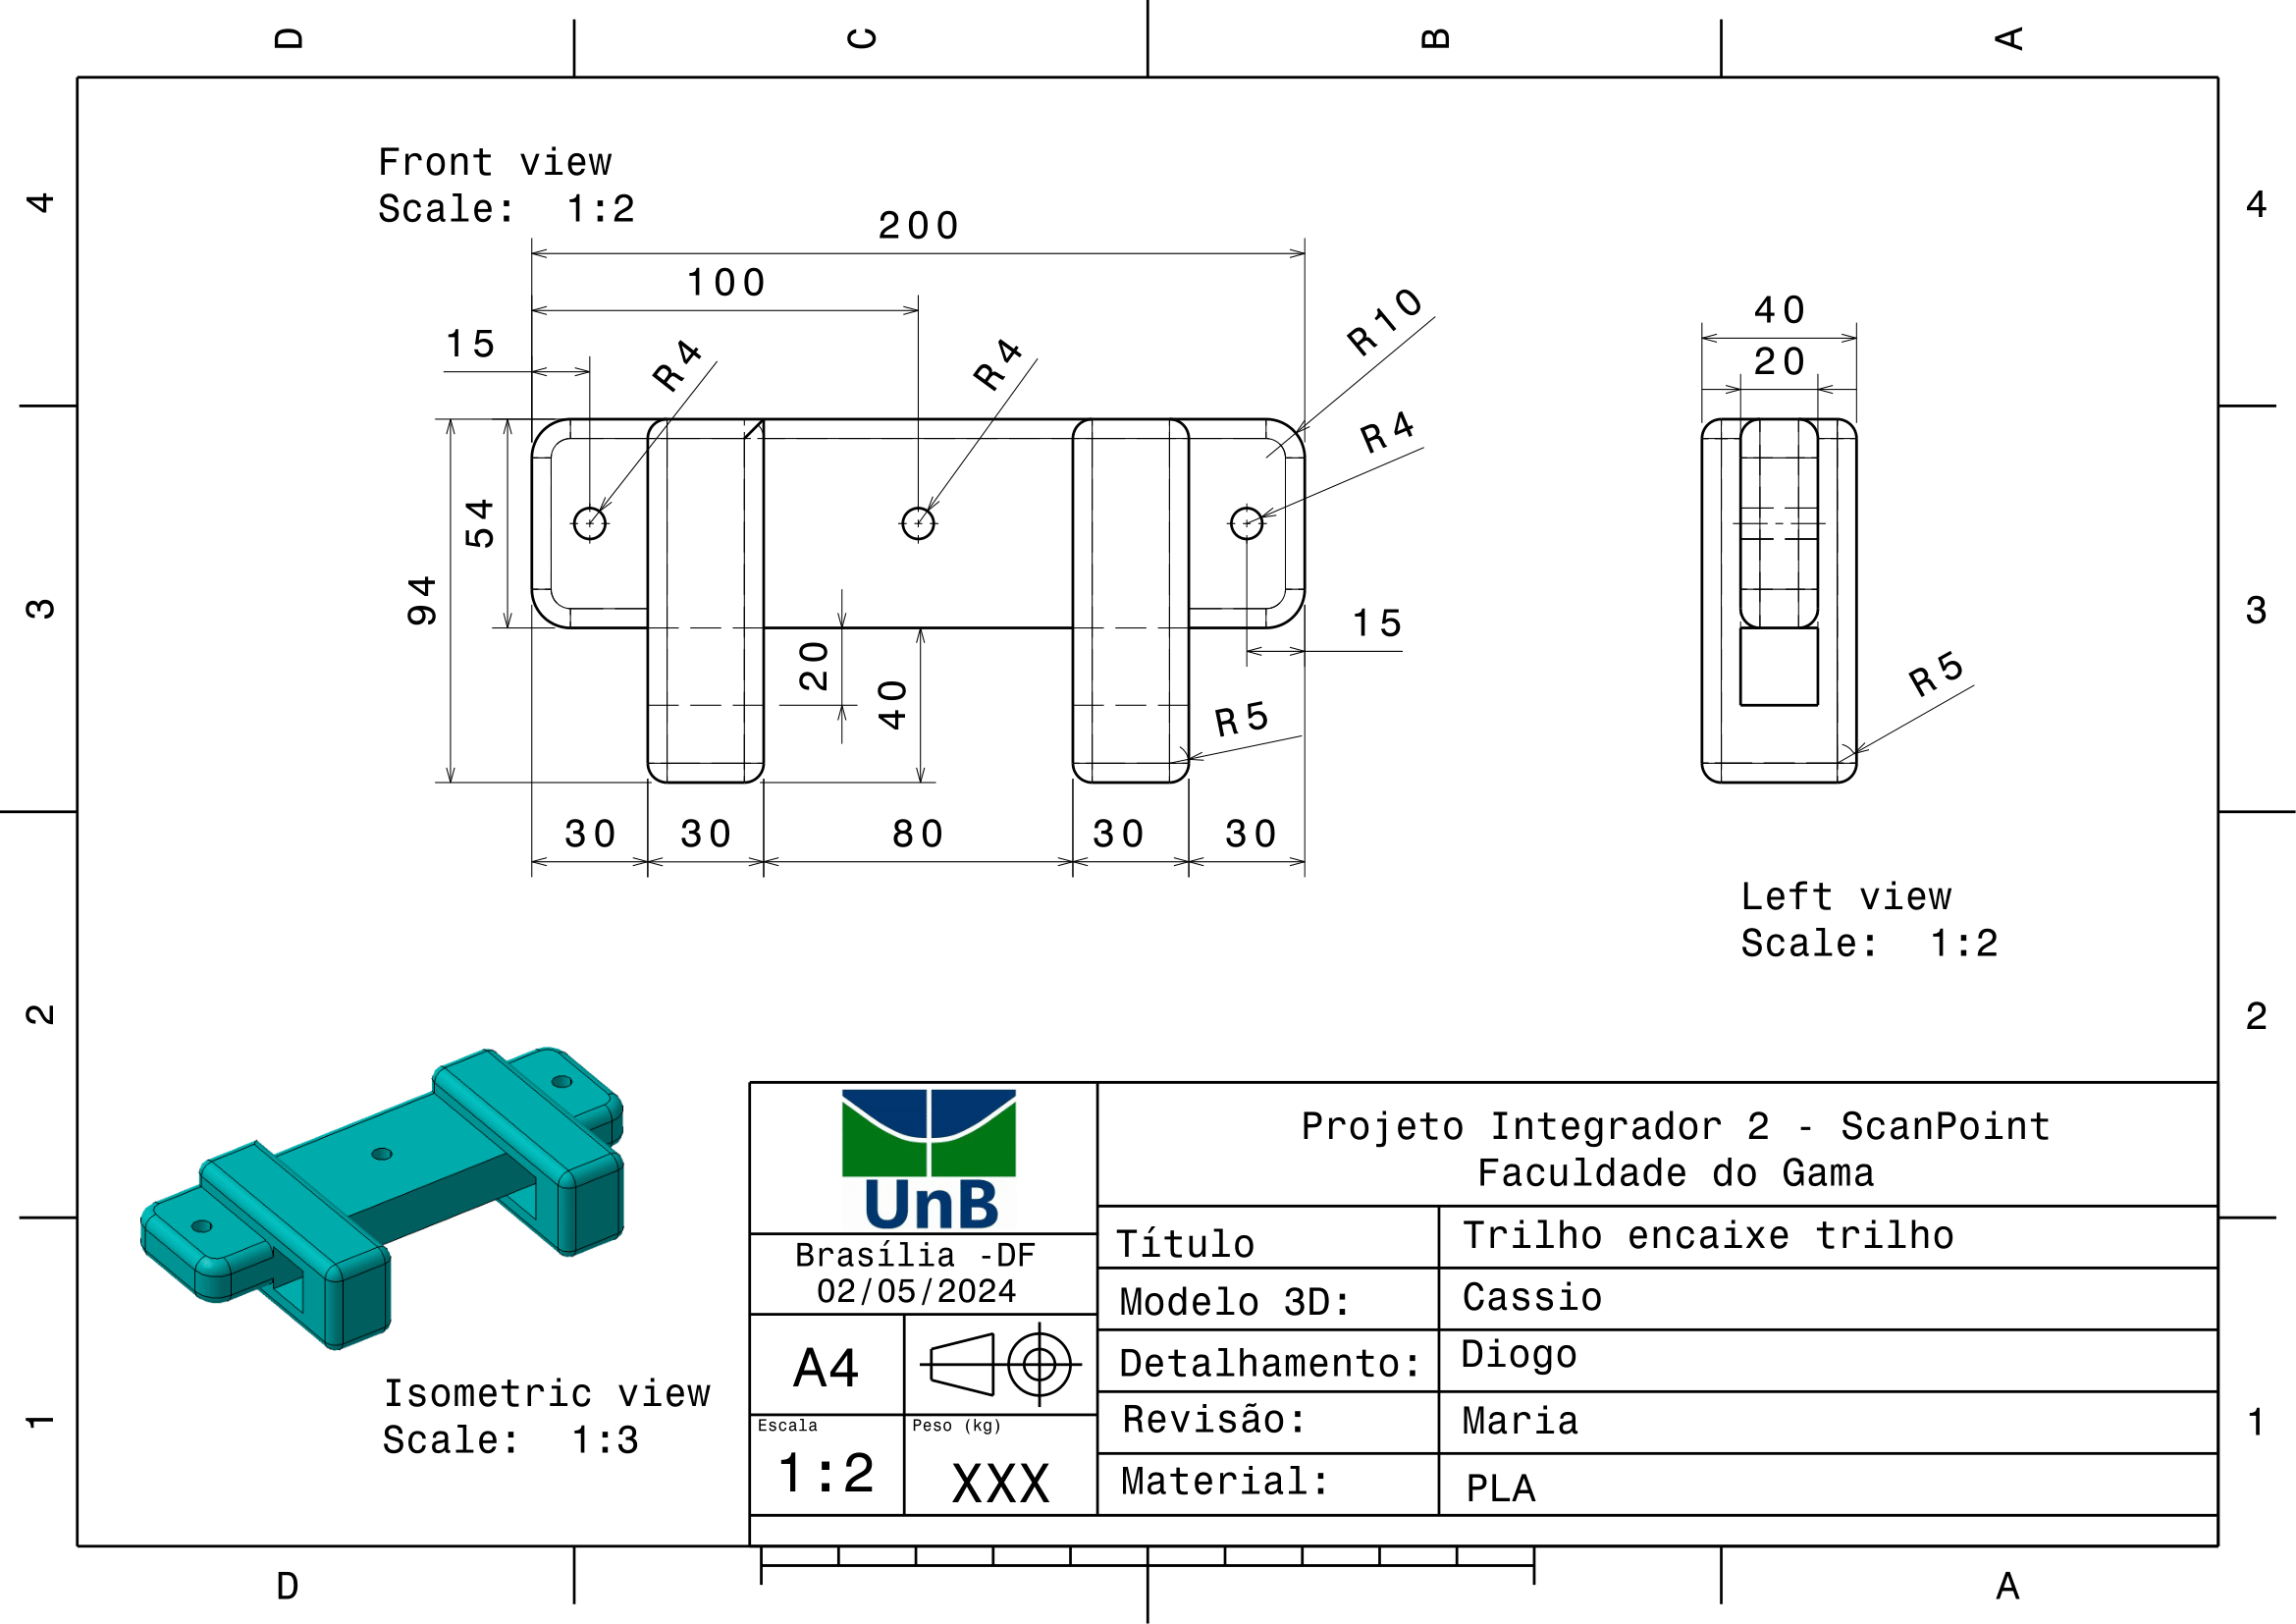 D C B A
4
4
Front view
Scale: 1:2
200
100
15
R4
R4
R10
R4
40
20
54
94
3
3
20
40
15
R5
R5
30 30 80 30 30
Left view
Scale: 1:2
2
2
Isometric view
Scale: 1:3
1
1
UnB
Brasília -DF
02/05/2024
A4
Escala
1:2
Peso (kg)
XXX
Projeto Integrador 2 - ScanPoint
Faculdade do Gama
Título Trilho encaixe trilho
Modelo 3D: Cassio
Detalhamento: Diogo
Revisão: Maria
Material: PLA
D A